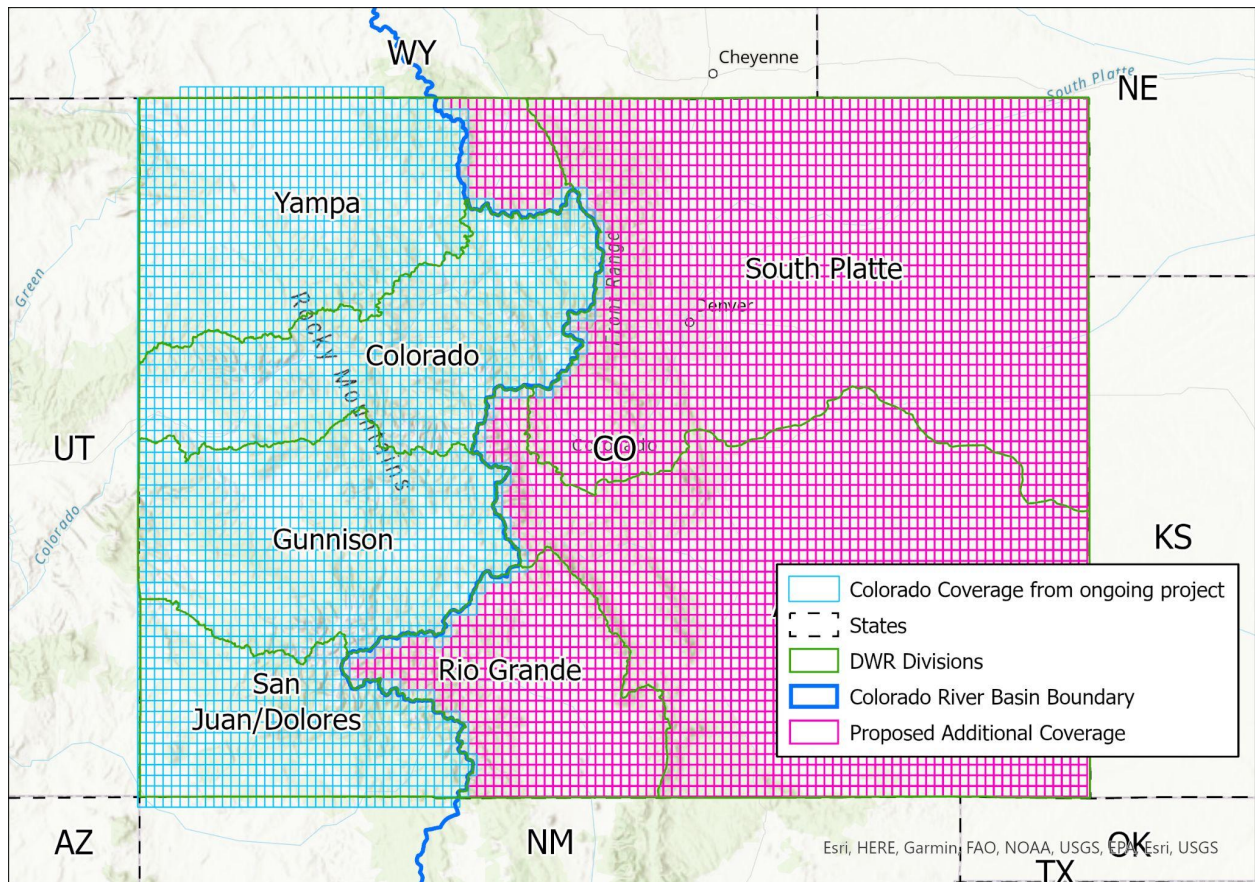 WY
Cheyenne
South Platte
NE
Yampa
Green
Front Range
South Platte
Denver
Rocky Mountains
Colorado
UT
Colorado
CO
Colorado
Gunnison
KS
Colorado Coverage from ongoing project
States
DWR Divisions
Colorado River Basin Boundary
Proposed Additional Coverage
Rio Grande
San
Juan/Dolores
AZ
NM
OK
Esri, HERE, Garmin, FAO, NOAA, USGS, EPA, Esri, USGS
TX